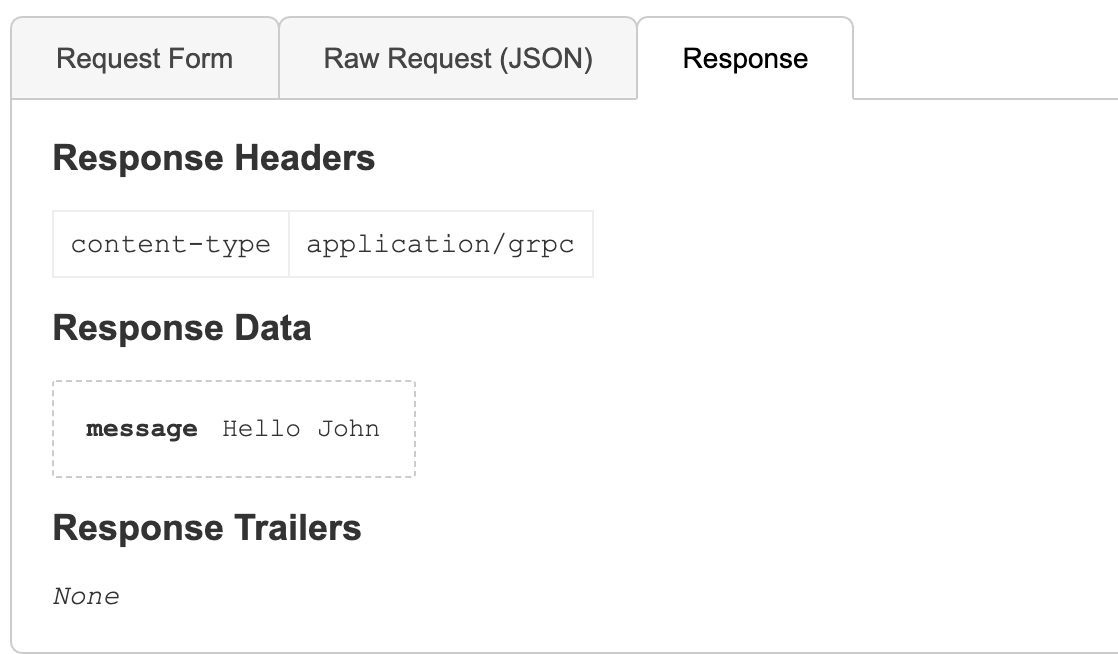 Request Form Raw Request (JSON) Response
Response Headers
content-type application/grpc
Response Data
message Hello John
Response Trailers
None